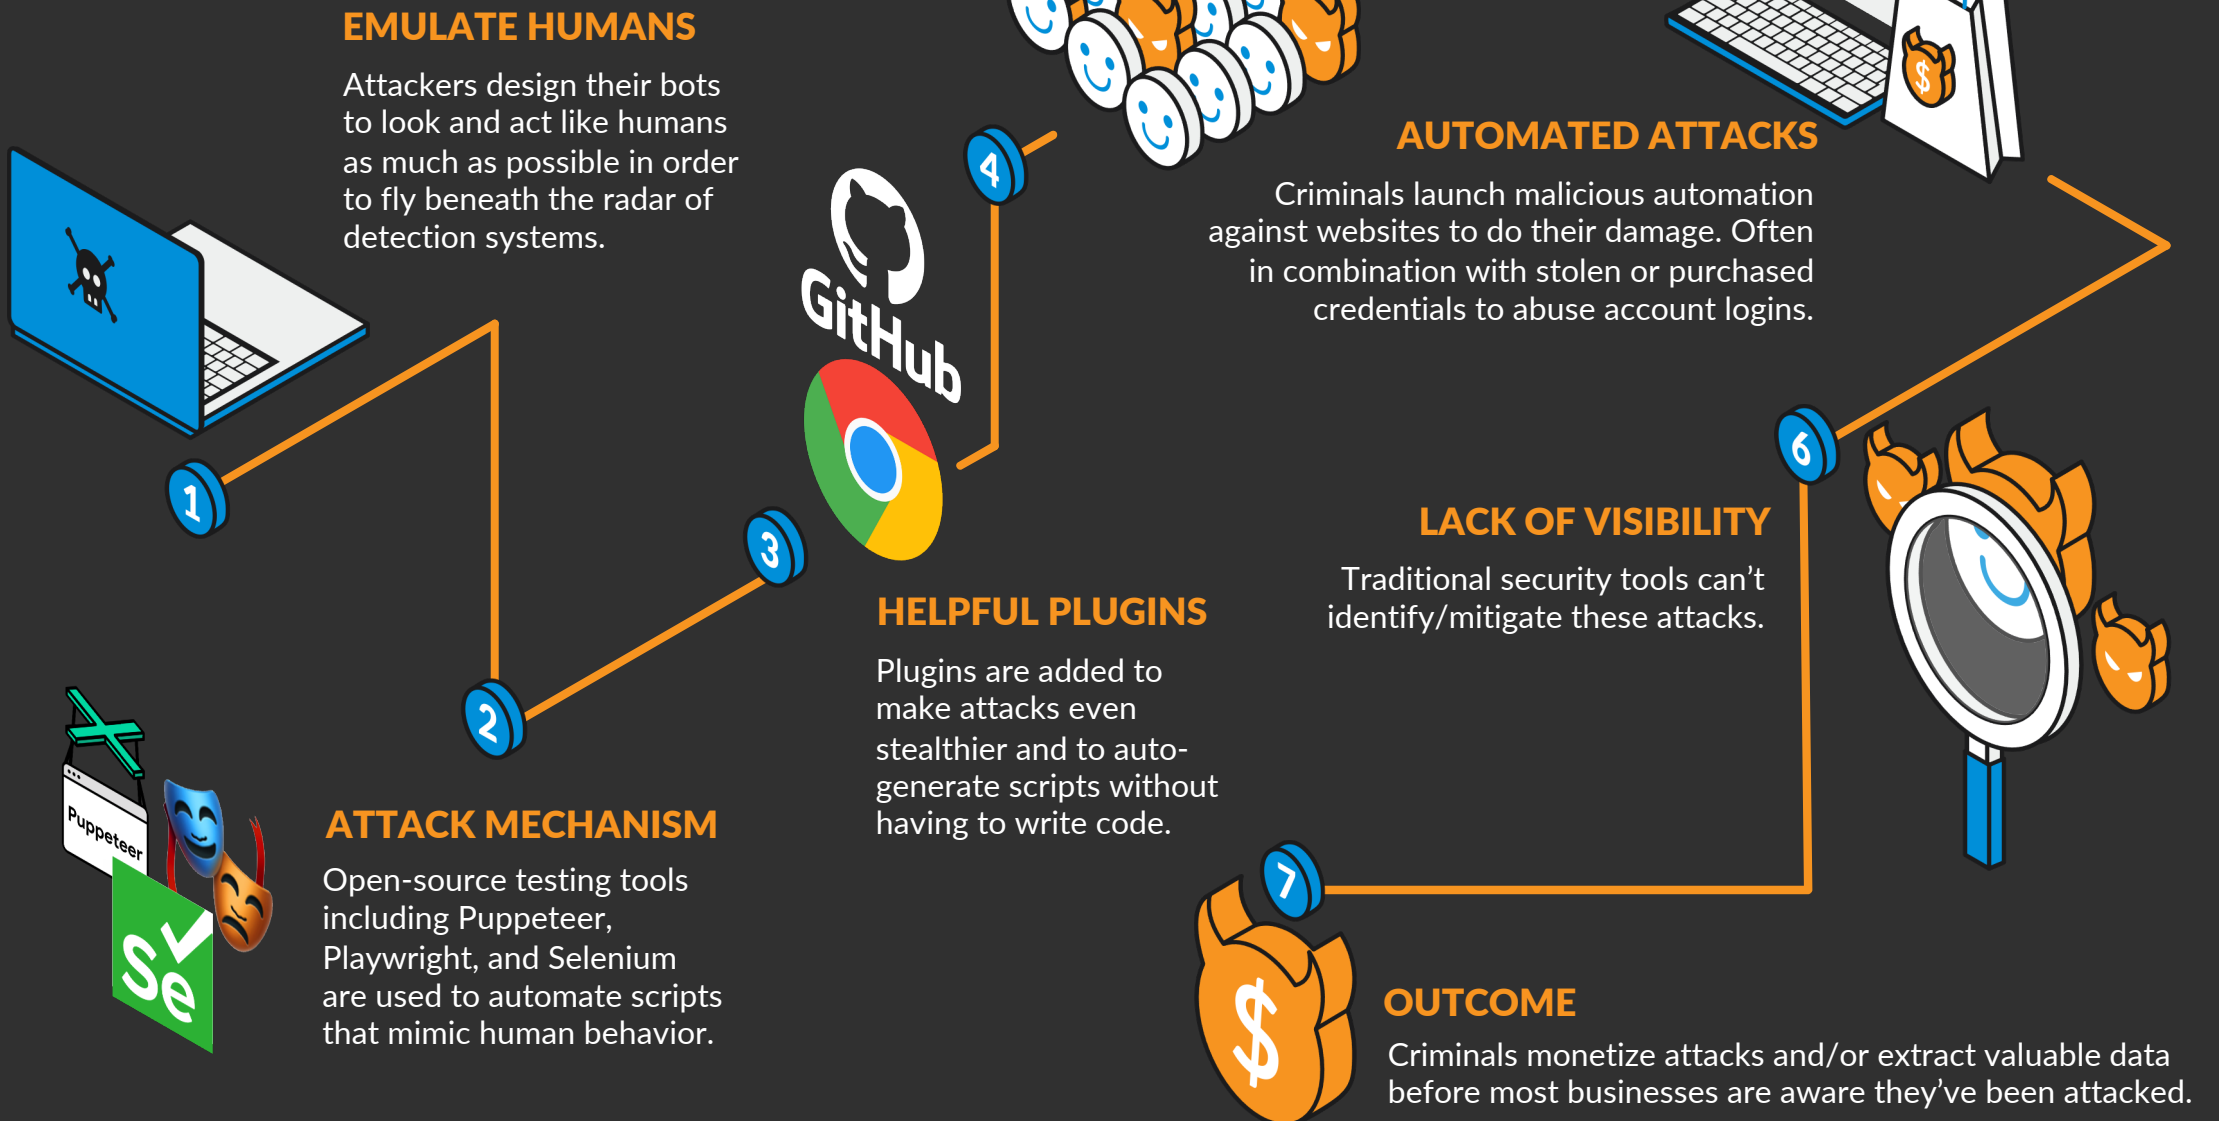 EMULATE HUMANS
Attackers design their bots
to look and act like humans
as much as possible in order
to fly beneath the radar of
detection systems.
1
2
Puppeteer
Se
ATTACK MECHANISM
Open-source testing tools
including Puppeteer,
Playwright, and Selenium
are used to automate scripts
that mimic human behavior.
3
GitHub
HELPFUL PLUGINS
Plugins are added to
make attacks even
stealthier and to auto-
generate scripts without
having to write code.
4
$
AUTOMATED ATTACKS
Criminals launch malicious automation
against websites to do their damage. Often
in combination with stolen or purchased
credentials to abuse account logins.
6
LACK OF VISIBILITY
Traditional security tools can’t
identify/mitigate these attacks.
7
$
OUTCOME
Criminals monetize attacks and/or extract valuable data
before most businesses are aware they’ve been attacked.